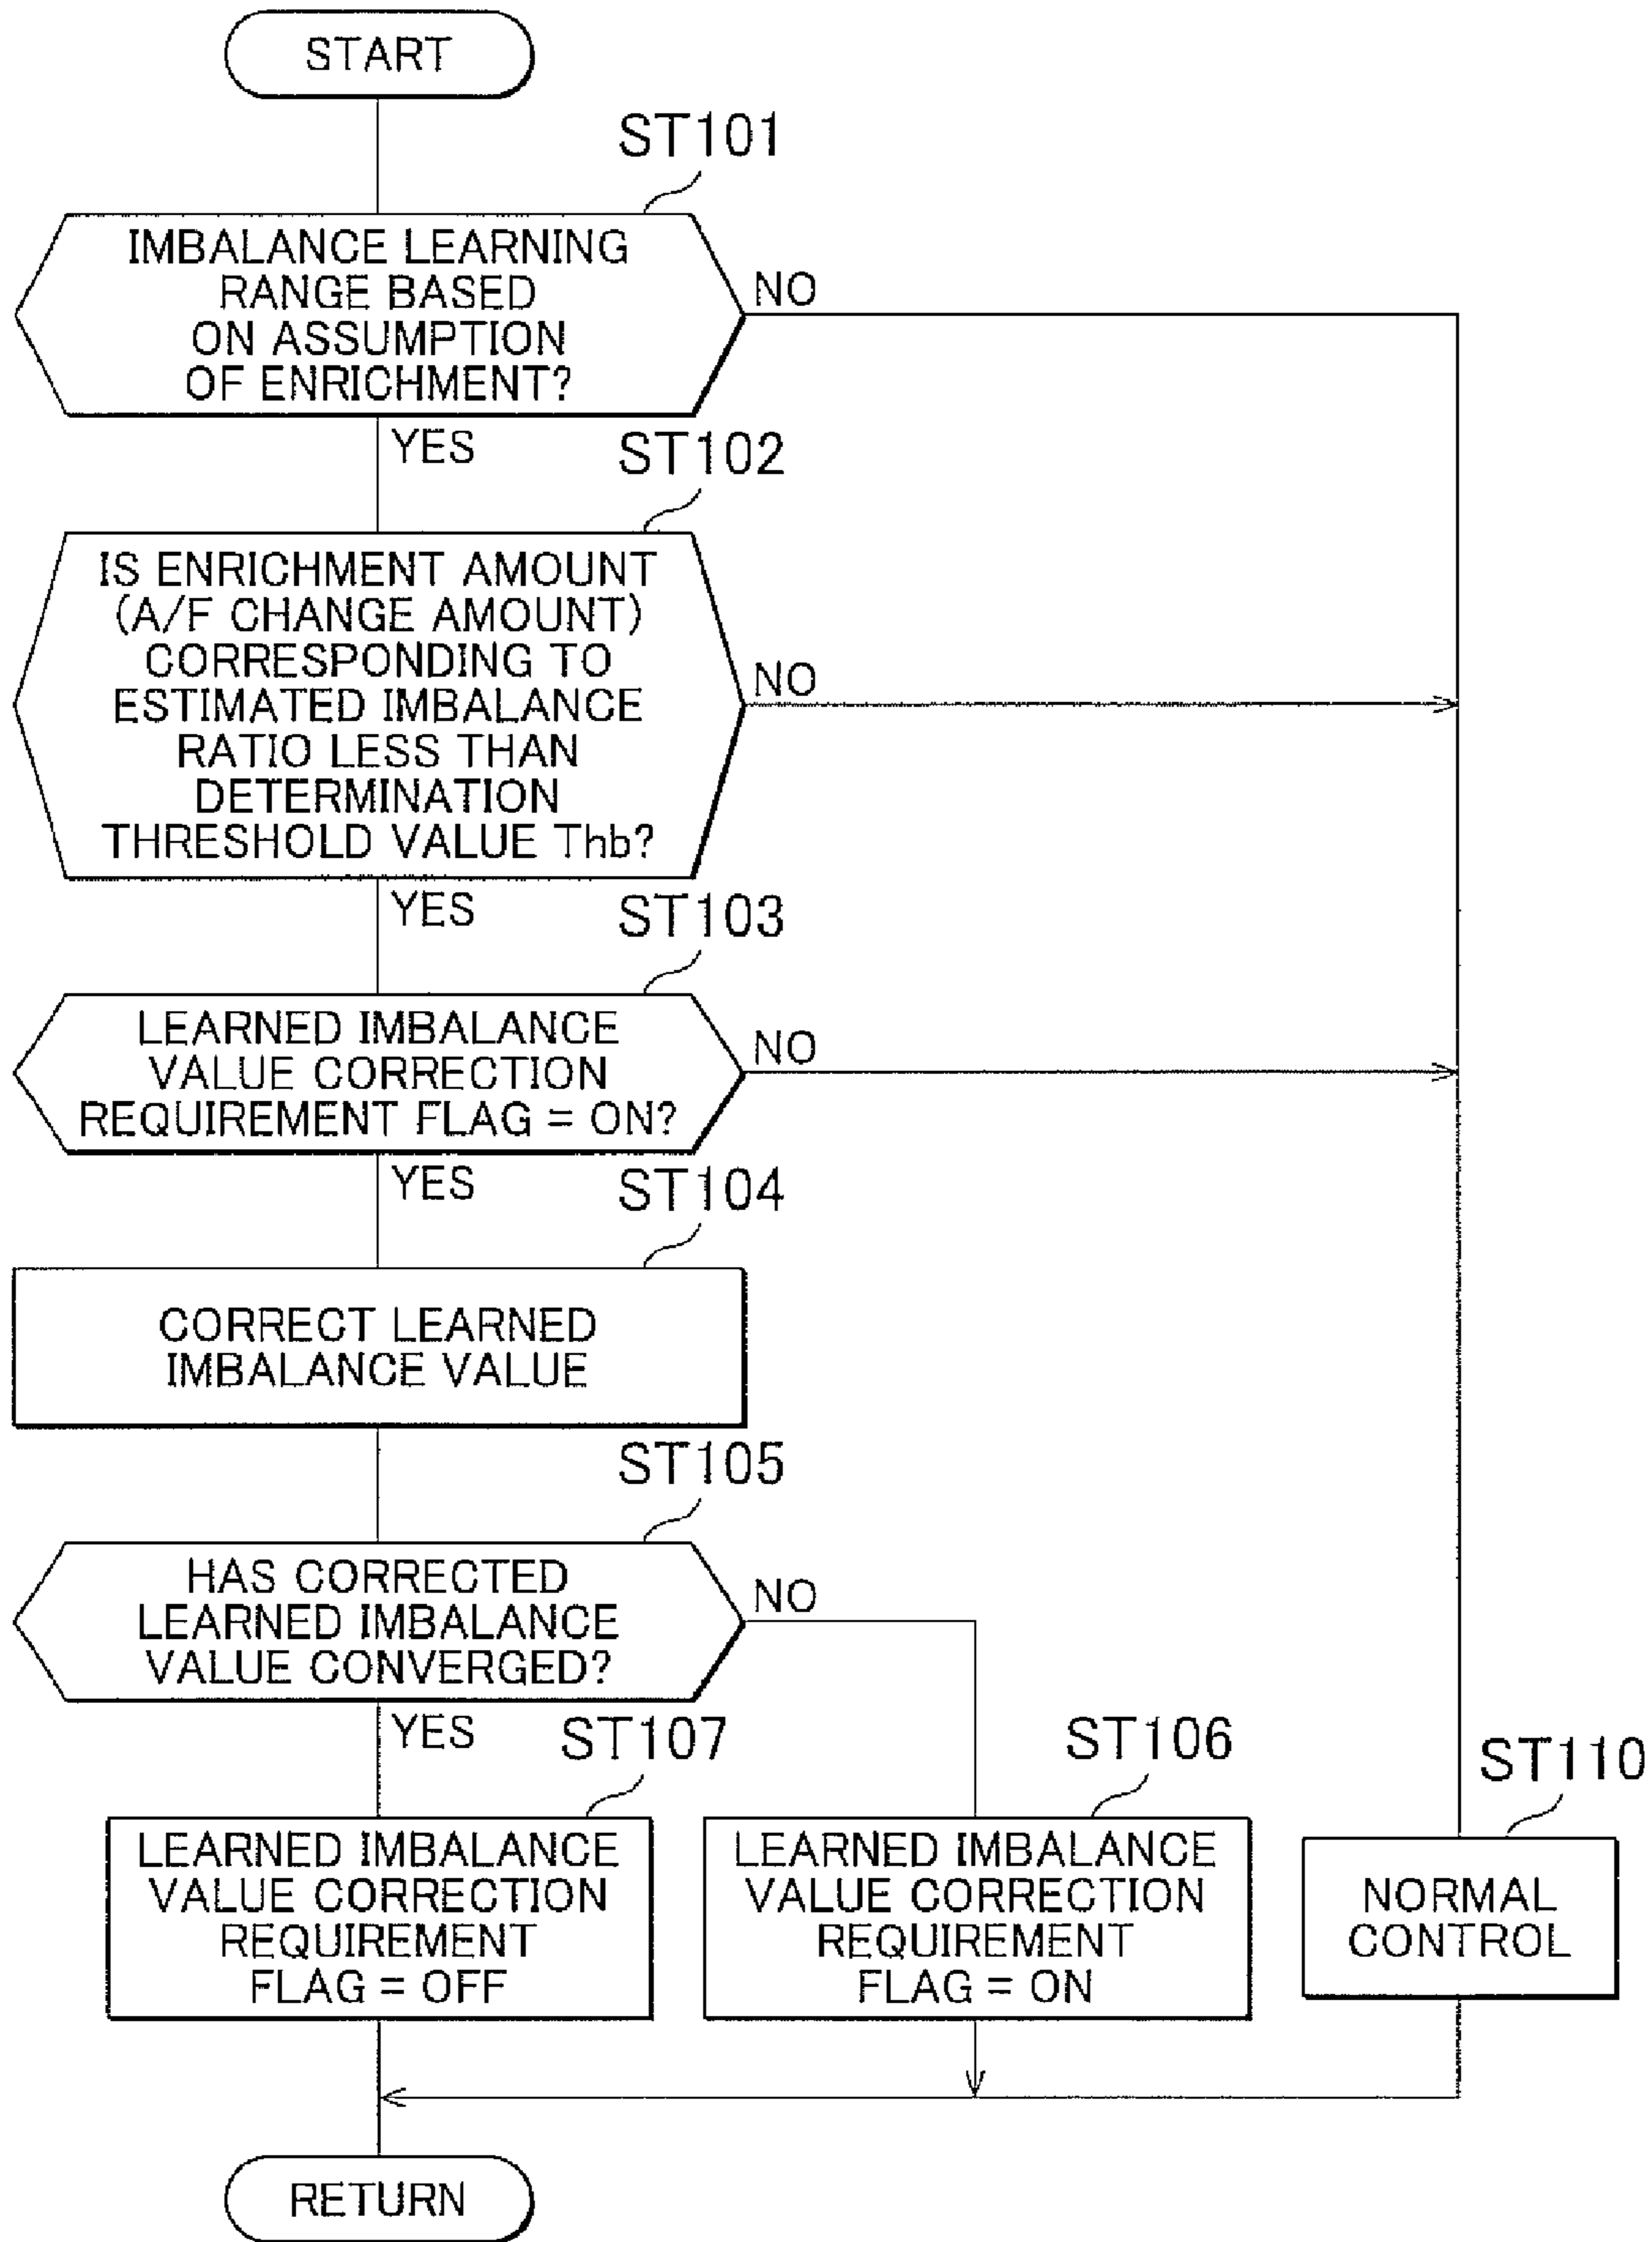 START
ST101
IMBALANCE LEARNING
RANGE BASED
ON ASSUMPTION
OF ENRICHMENT?
NO
YES
ST102
IS ENRICHMENT AMOUNT
(A/F CHANGE AMOUNT)
CORRESPONDING TO
ESTIMATED IMBALANCE
RATIO LESS THAN
DETERMINATION
THRESHOLD VALUE Thb?
NO
YES
ST103
LEARNED IMBALANCE
VALUE CORRECTION
REQUIREMENT FLAG = ON?
NO
YES
ST104
CORRECT LEARNED
IMBALANCE VALUE
ST105
HAS CORRECTED
LEARNED IMBALANCE
VALUE CONVERGED?
NO
YES
ST107
LEARNED IMBALANCE
VALUE CORRECTION
REQUIREMENT
FLAG = OFF
ST106
LEARNED IMBALANCE
VALUE CORRECTION
REQUIREMENT
FLAG = ON
ST110
NORMAL
CONTROL
RETURN